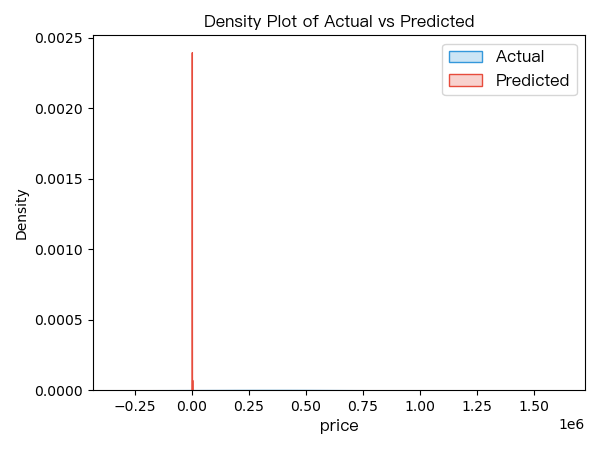 Density Plot of Actual vs Predicted
0.0025
0.0020
0.0015
0.0010
0.0005
0.0000
Density
Actual
Predicted
−0.25 0.00 0.25 0.50 0.75 1.00 1.25 1.50
1e6
price